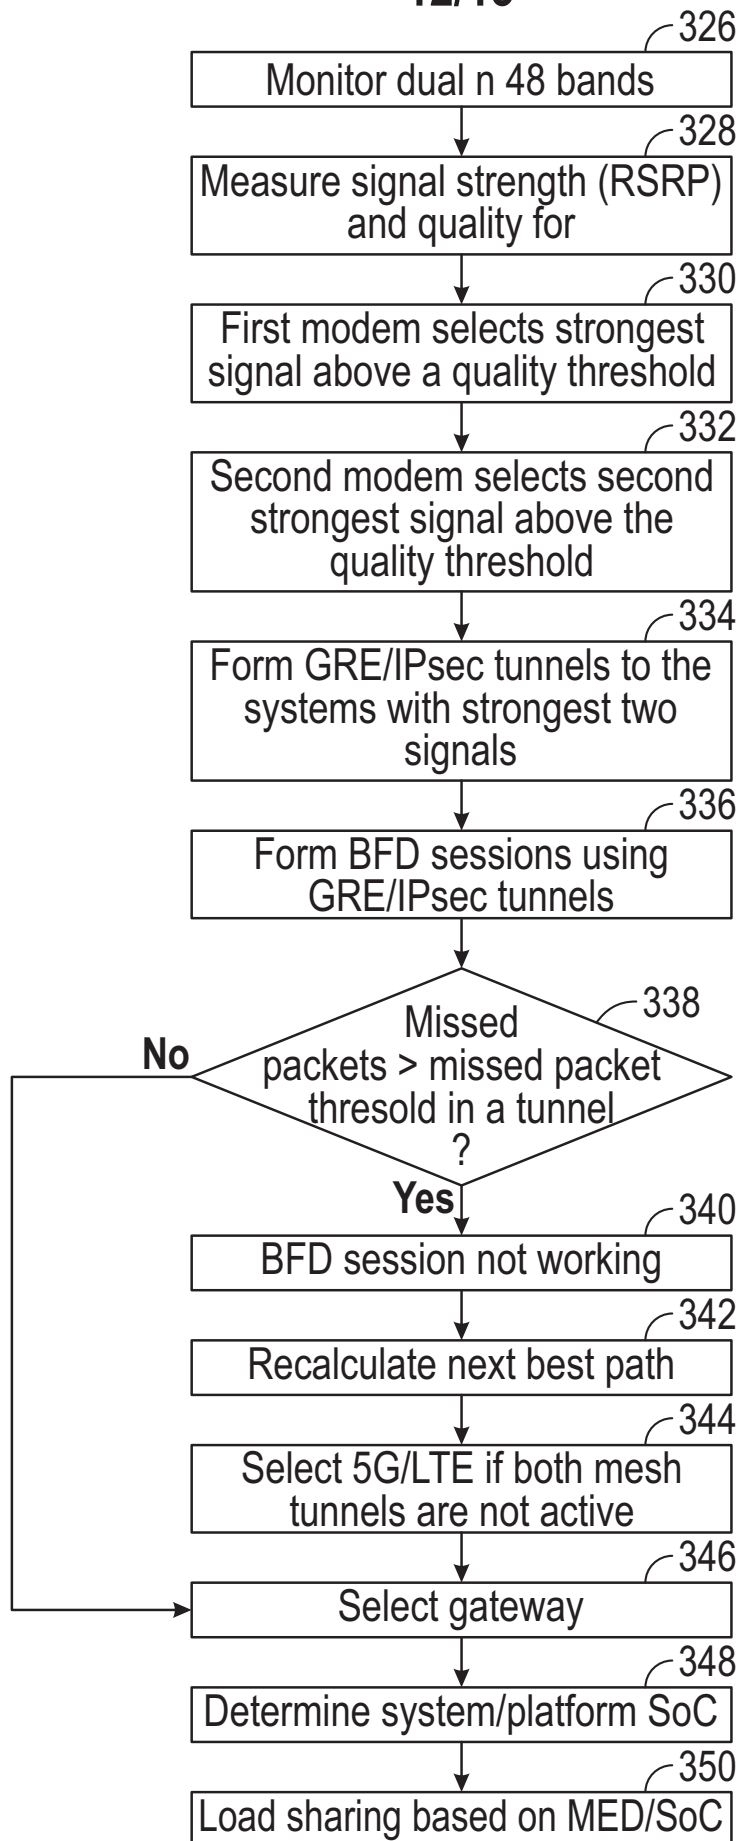 326
Monitor dual n 48 bands
328
Measure signal strength (RSRP)
and quality for
330
First modem selects strongest
signal above a quality threshold
332
Second modem selects second
strongest signal above the
quality threshold
334
Form GRE/IPsec tunnels to the
systems with strongest two
signals
336
Form BFD sessions using
GRE/IPsec tunnels
338
Missed
packets > missed packet
thresold in a tunnel
?
No
Yes
340
BFD session not working
342
Recalculate next best path
344
Select 5G/LTE if both mesh
tunnels are not active
346
Select gateway
348
Determine system/platform SoC
350
Load sharing based on MED/SoC